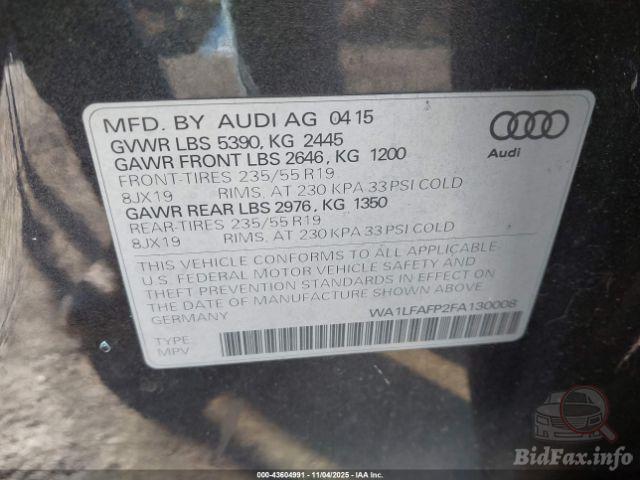 MFD. BY AUDI AG 04 15
GVWR LBS 5390, KG 2445
GAWR FRONT LBS 2646, KG 1200
FRONT-TIRES 235/55 R19
8JX19 RIMS, AT 230 KPA 33 PSI COLD
GAWR REAR LBS 2976, KG 1350
REAR-TIRES 235/55 R19
8JX19 RIMS, AT 230 KPA 33 PSI COLD
Audi
THIS VEHICLE CONFORMS TO ALL APPLICABLE-
U.S. FEDERAL MOTOR VEHICLE SAFETY AND
THEFT PREVENTION STANDARDS IN EFFECT ON
THE DATE OF MANUFACTURE SHOWN ABOVE
GERMANY
WA1LFAFP2FA130008
TYPE:
MPV
BidFax.info
000-43604991 - 11/04/2025 - IAA Inc.